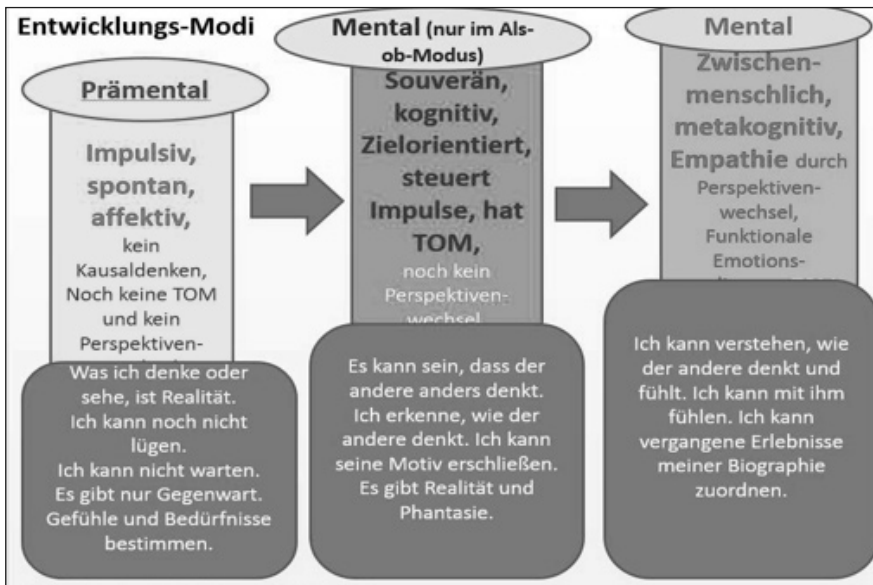 Entwicklungs-Modi
Prämental
Impulsiv,
spontan,
affektiv,
kein
Kausaldenken,
Noch keine TOM
und kein
Perspektiven-
Was ich denke oder
sehe, ist Realität.
Ich kann noch nicht
lügen.
Ich kann nicht warten.
Es gibt nur Gegenwart.
Gefühle und Bedürfnisse
bestimmen.
Mental (nur im Als-
ob-Modus)
Souverän,
kognitiv,
Zielorientiert,
steuert
Impulse, hat
TOM,
noch kein
Perspektiven-
wechsel
Es kann sein, dass der
andere anders denkt.
Ich erkenne, wie der
andere denkt. Ich kann
seine Motiv erschließen.
Es gibt Realität und
Phantasie.
Mental
Zwischen-
menschlich,
metakognitiv,
Empathie durch
Perspektiven-
wechsel,
Funktionale
Emotions-
Ich kann verstehen, wie
der andere denkt und
fühlt. Ich kann mit ihm
fühlen. Ich kann
vergangene Erlebnisse
meiner Biographie
zuordnen.